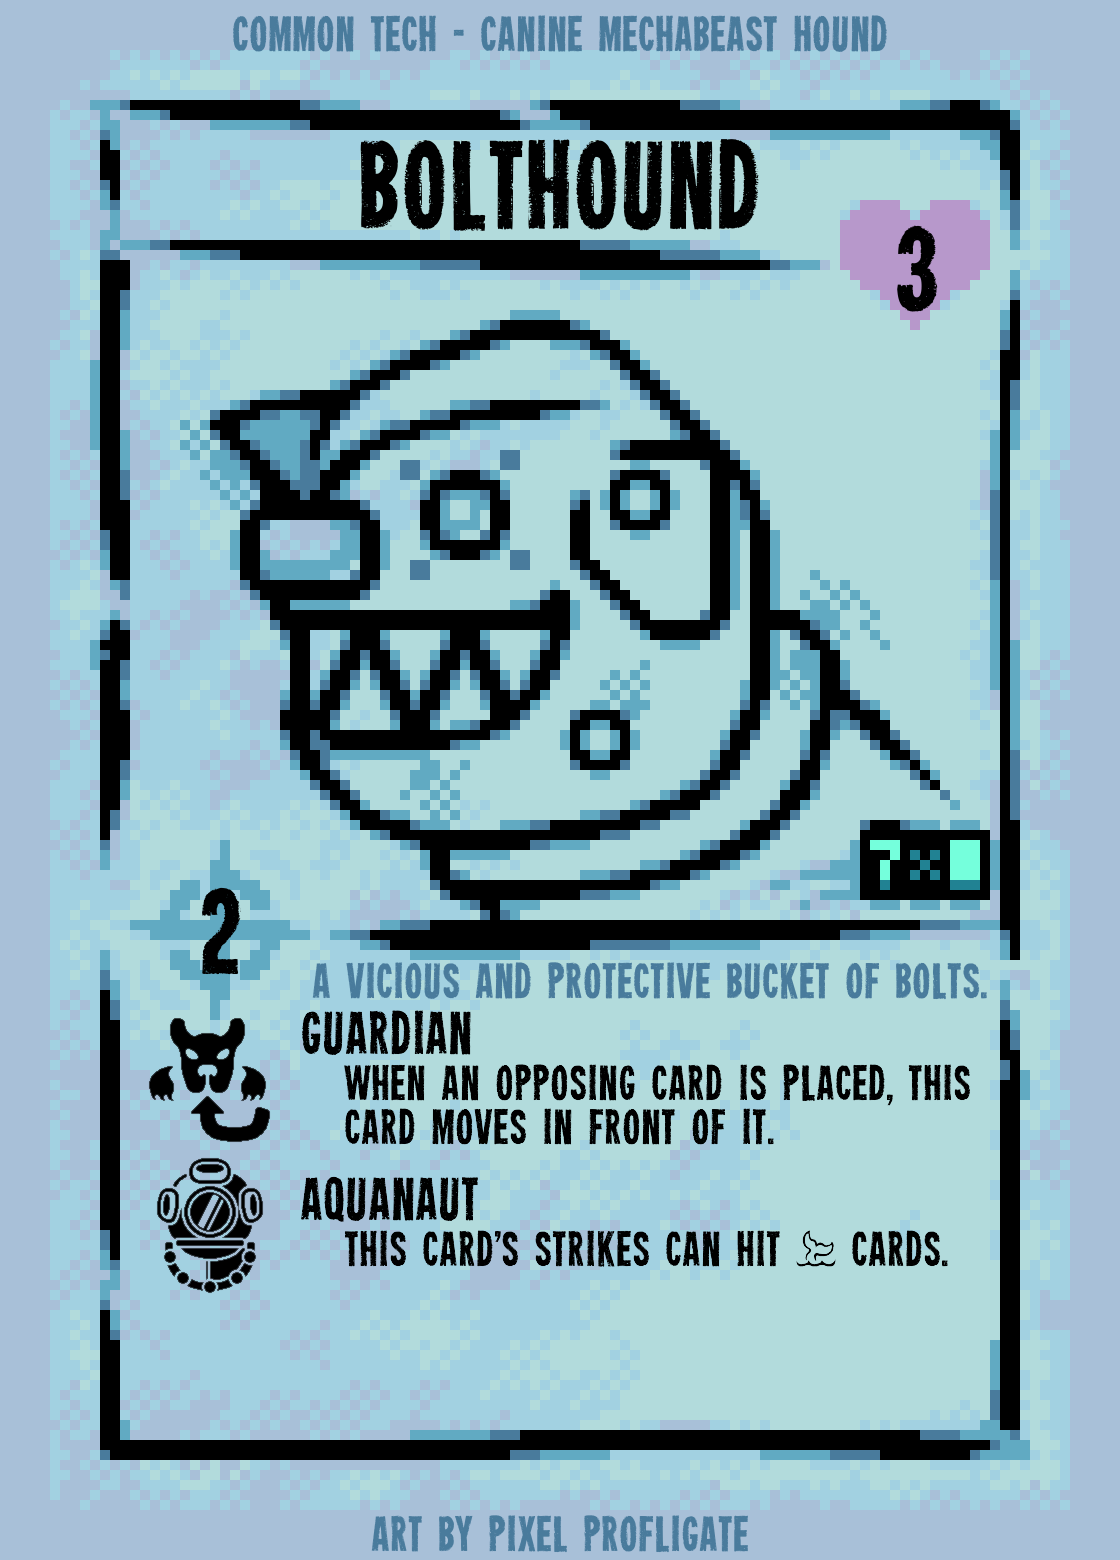 COMMON TECH - CANINE MECHABEAST HOUND
BOLTHOUND
3
7 X
2
A VICIOUS AND PROTECTIVE BUCKET OF BOLTS.
GUARDIAN
WHEN AN OPPOSING CARD IS PLACED, THIS
CARD MOVES IN FRONT OF IT.
AQUANAUT
THIS CARD'S STRIKES CAN HIT CARDS.
ART BY PIXEL PROFLIGATE